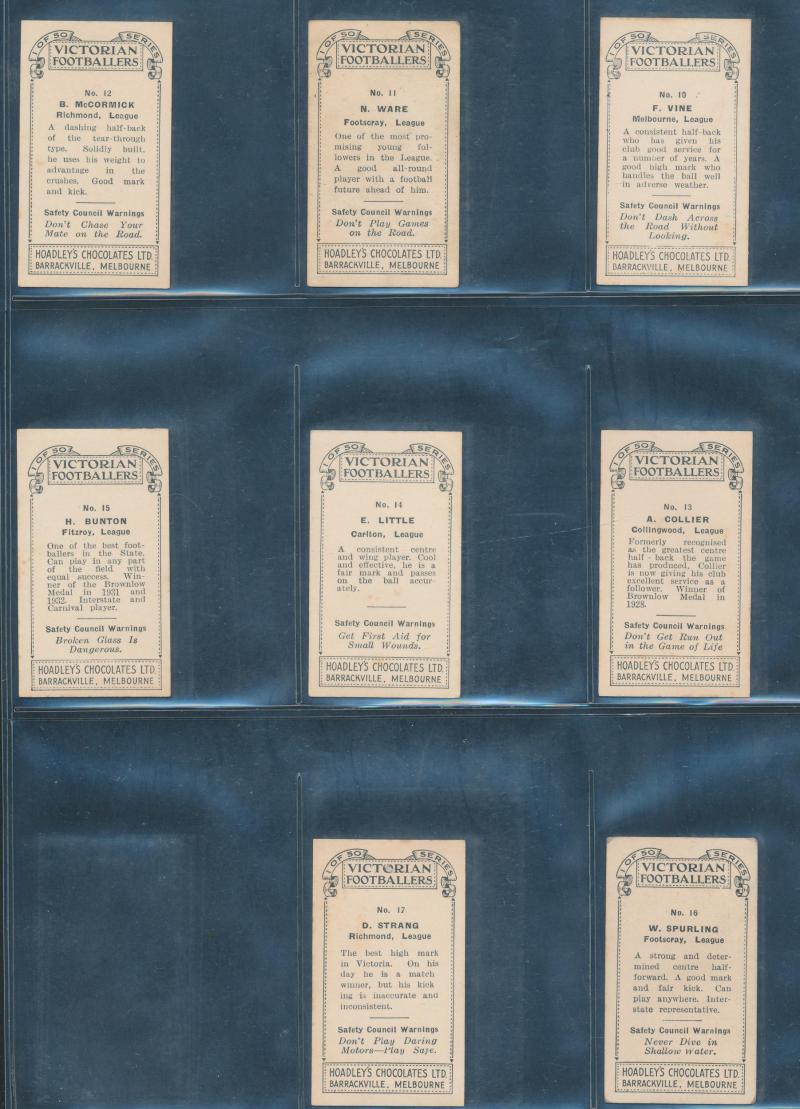 1 OF 50 SERIES
VICTORIAN
FOOTBALLERS
No. 12
B. McCORMICK
Richmond, League
A dashing half-back
of the tear-through
type. Solidly built,
he uses his weight to
advantage in the
crushes. Good mark
and kick.
Safety Council Warnings
Don't Chase Your
Mate on the Road.
HOADLEY'S CHOCOLATES LTD.
BARRACKVILLE, MELBOURNE
1 OF 50 SERIES
VICTORIAN
FOOTBALLERS
No. 11
N. WARE
Footscray, League
One of the most pro-
mising young fol-
lowers in the League.
A good all-round
player with a football
future ahead of him.
Safety Council Warnings
Don't Play Games
on the Road.
HOADLEY'S CHOCOLATES LTD.
BARRACKVILLE, MELBOURNE
1 OF 50 SERIES
VICTORIAN
FOOTBALLERS
No. 10
F. VINE
Melbourne, League
A consistent half-back
who has given his
club good service for
a number of years. A
good high mark who
handles the ball well
in adverse weather.
Safety Council Warnings
Don't Dash Across
the Road Without
Looking.
HOADLEY'S CHOCOLATES LTD.
BARRACKVILLE, MELBOURNE
1 OF 50 SERIES
VICTORIAN
FOOTBALLERS
No. 15
H. BUNTON
Fitzroy, League
One of the best foot-
ballers in the State.
Can play in any part
of the field with
equal success. Win-
ner of the Brownlow
Medal in 1931 and
1932. Interstate and
Carnival player.
Safety Council Warnings
Broken Glass Is
Dangerous.
HOADLEY'S CHOCOLATES LTD.
BARRACKVILLE, MELBOURNE
1 OF 50 SERIES
VICTORIAN
FOOTBALLERS
No. 14
E. LITTLE
Carlton, League
A consistent centre
and wing player. Cool
and effective, he is a
fair mark and passes
on the ball accur-
ately.
Safety Council Warnings
Get First Aid for
Small Wounds.
HOADLEY'S CHOCOLATES LTD.
BARRACKVILLE, MELBOURNE
1 OF 50 SERIES
VICTORIAN
FOOTBALLERS
No. 13
A. COLLIER
Collingwood, League
Formerly recognised
as the greatest centre
half-back the game
has produced, Collier
is now giving his club
excellent service as a
follower. Winner of
Brownlow Medal in
1928.
Safety Council Warnings
Don't Get Run Out
in the Game of Life
HOADLEY'S CHOCOLATES LTD.
BARRACKVILLE, MELBOURNE
1 OF 50 SERIES
VICTORIAN
FOOTBALLERS
No. 17
D. STRANG
Richmond, League
The best high mark
in Victoria. On his
day he is a match
winner, but his kick
ing is inaccurate and
inconsistent.
Safety Council Warnings
Don't Play Daring
Motors—Play Safe.
HOADLEY'S CHOCOLATES LTD.
BARRACKVILLE, MELBOURNE
1 OF 50 SERIES
VICTORIAN
FOOTBALLERS
No. 16
W. SPURLING
Footscray, League
A strong and deter-
mined centre half-
forward. A good mark
and fair kick. Can
play anywhere. Inter-
state representative.
Safety Council Warnings
Never Dive in
Shallow Water.
HOADLEY'S CHOCOLATES LTD.
BARRACKVILLE, MELBOURNE